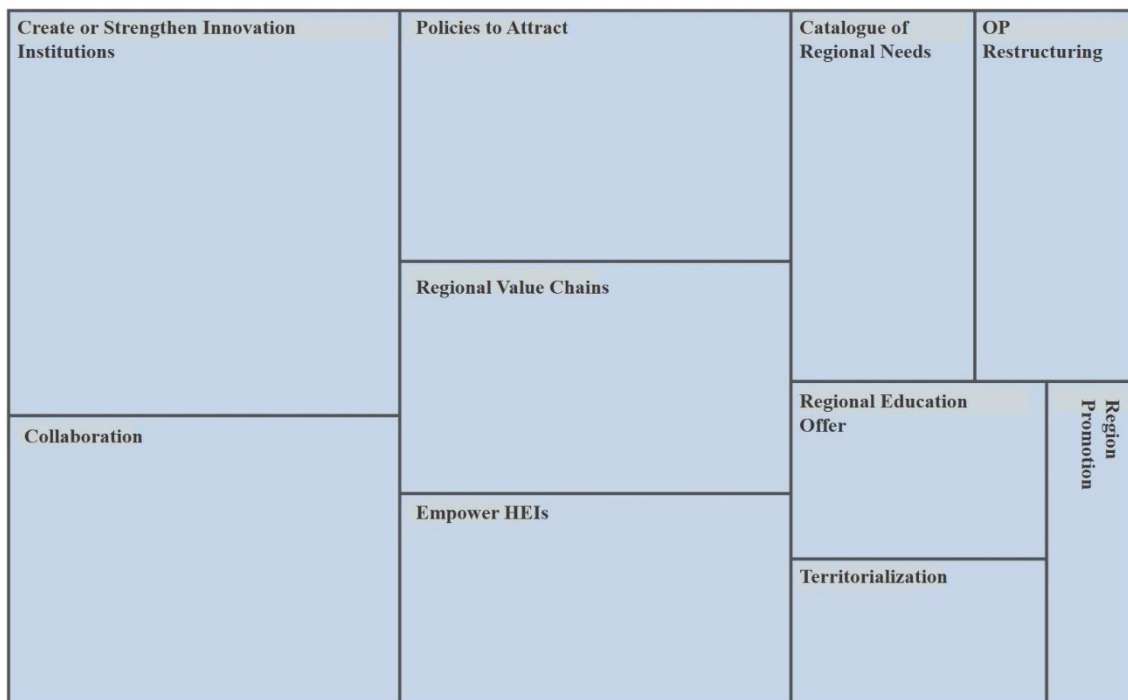 Create or Strengthen Innovation
Institutions
Policies to Attract
Catalogue of
Regional Needs
OP
Restructuring
Regional Value Chains
Collaboration
Regional Education
Offer
Region
Promotion
Empower HEIs
Territorialization